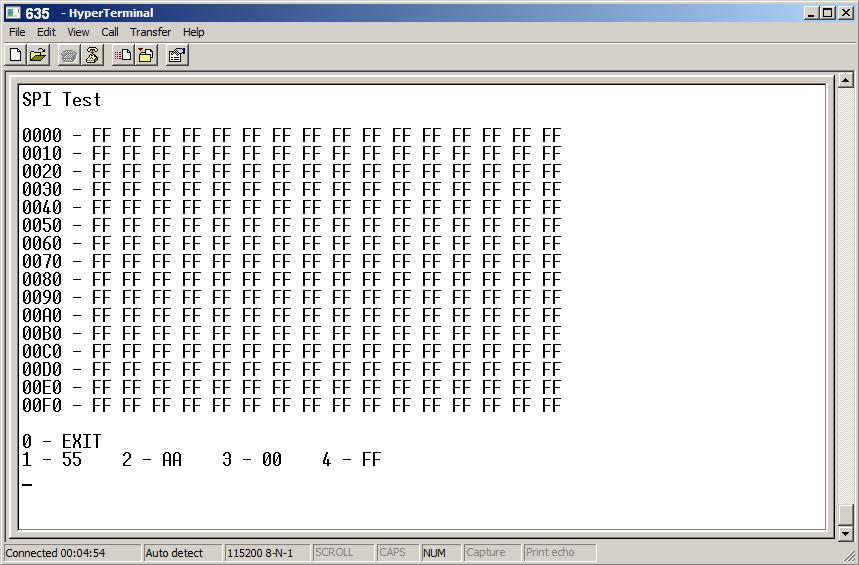 635 - HyperTerminal
File Edit View Call Transfer Help
SPI Test
0000 - FF FF FF FF FF FF FF FF FF FF FF FF FF FF FF FF
0010 - FF FF FF FF FF FF FF FF FF FF FF FF FF FF FF FF
0020 - FF FF FF FF FF FF FF FF FF FF FF FF FF FF FF FF
0030 - FF FF FF FF FF FF FF FF FF FF FF FF FF FF FF FF
0040 - FF FF FF FF FF FF FF FF FF FF FF FF FF FF FF FF
0050 - FF FF FF FF FF FF FF FF FF FF FF FF FF FF FF FF
0060 - FF FF FF FF FF FF FF FF FF FF FF FF FF FF FF FF
0070 - FF FF FF FF FF FF FF FF FF FF FF FF FF FF FF FF
0080 - FF FF FF FF FF FF FF FF FF FF FF FF FF FF FF FF
0090 - FF FF FF FF FF FF FF FF FF FF FF FF FF FF FF FF
00A0 - FF FF FF FF FF FF FF FF FF FF FF FF FF FF FF FF
00B0 - FF FF FF FF FF FF FF FF FF FF FF FF FF FF FF FF
00C0 - FF FF FF FF FF FF FF FF FF FF FF FF FF FF FF FF
00D0 - FF FF FF FF FF FF FF FF FF FF FF FF FF FF FF FF
00E0 - FF FF FF FF FF FF FF FF FF FF FF FF FF FF FF FF
00F0 - FF FF FF FF FF FF FF FF FF FF FF FF FF FF FF FF
0 - EXIT
1 - 55    2 - AA    3 - 00    4 - FF
_
Connected 00:04:54 Auto detect 115200 8-N-1 SCROLL CAPS NUM Capture Print echo